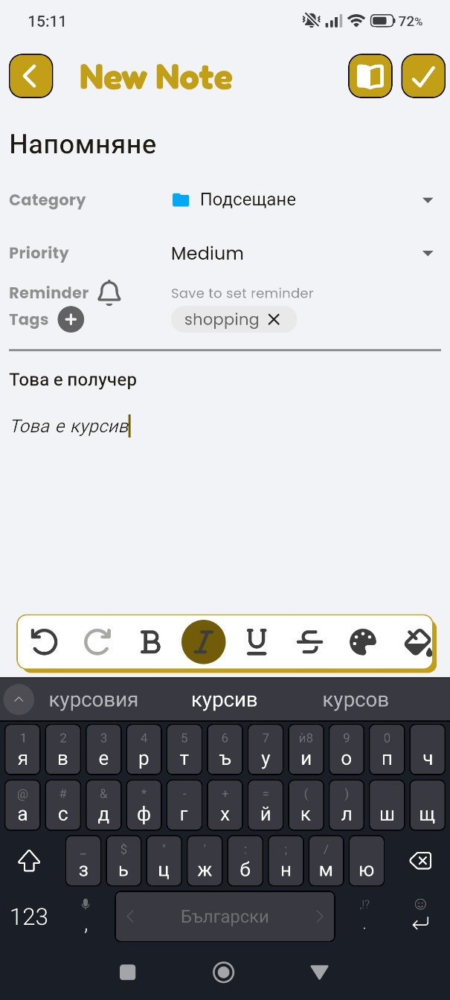 15:11 72%
New Note
Напомняне
Category Подсещане
Priority Medium
Reminder Save to set reminder
Tags shopping
Това е получер
Това е курсив
B I U S
курсовия курсив курсов
1 2 3 4 5 6 7 ѝ8 9 0
я в е р т ъ у и о п ч
@ # & * - + = ( )
а с д ф г х й к л ш щ
_ $ " ' : ; /
з ь ц ж б н м ю
123 , Български ,!? .